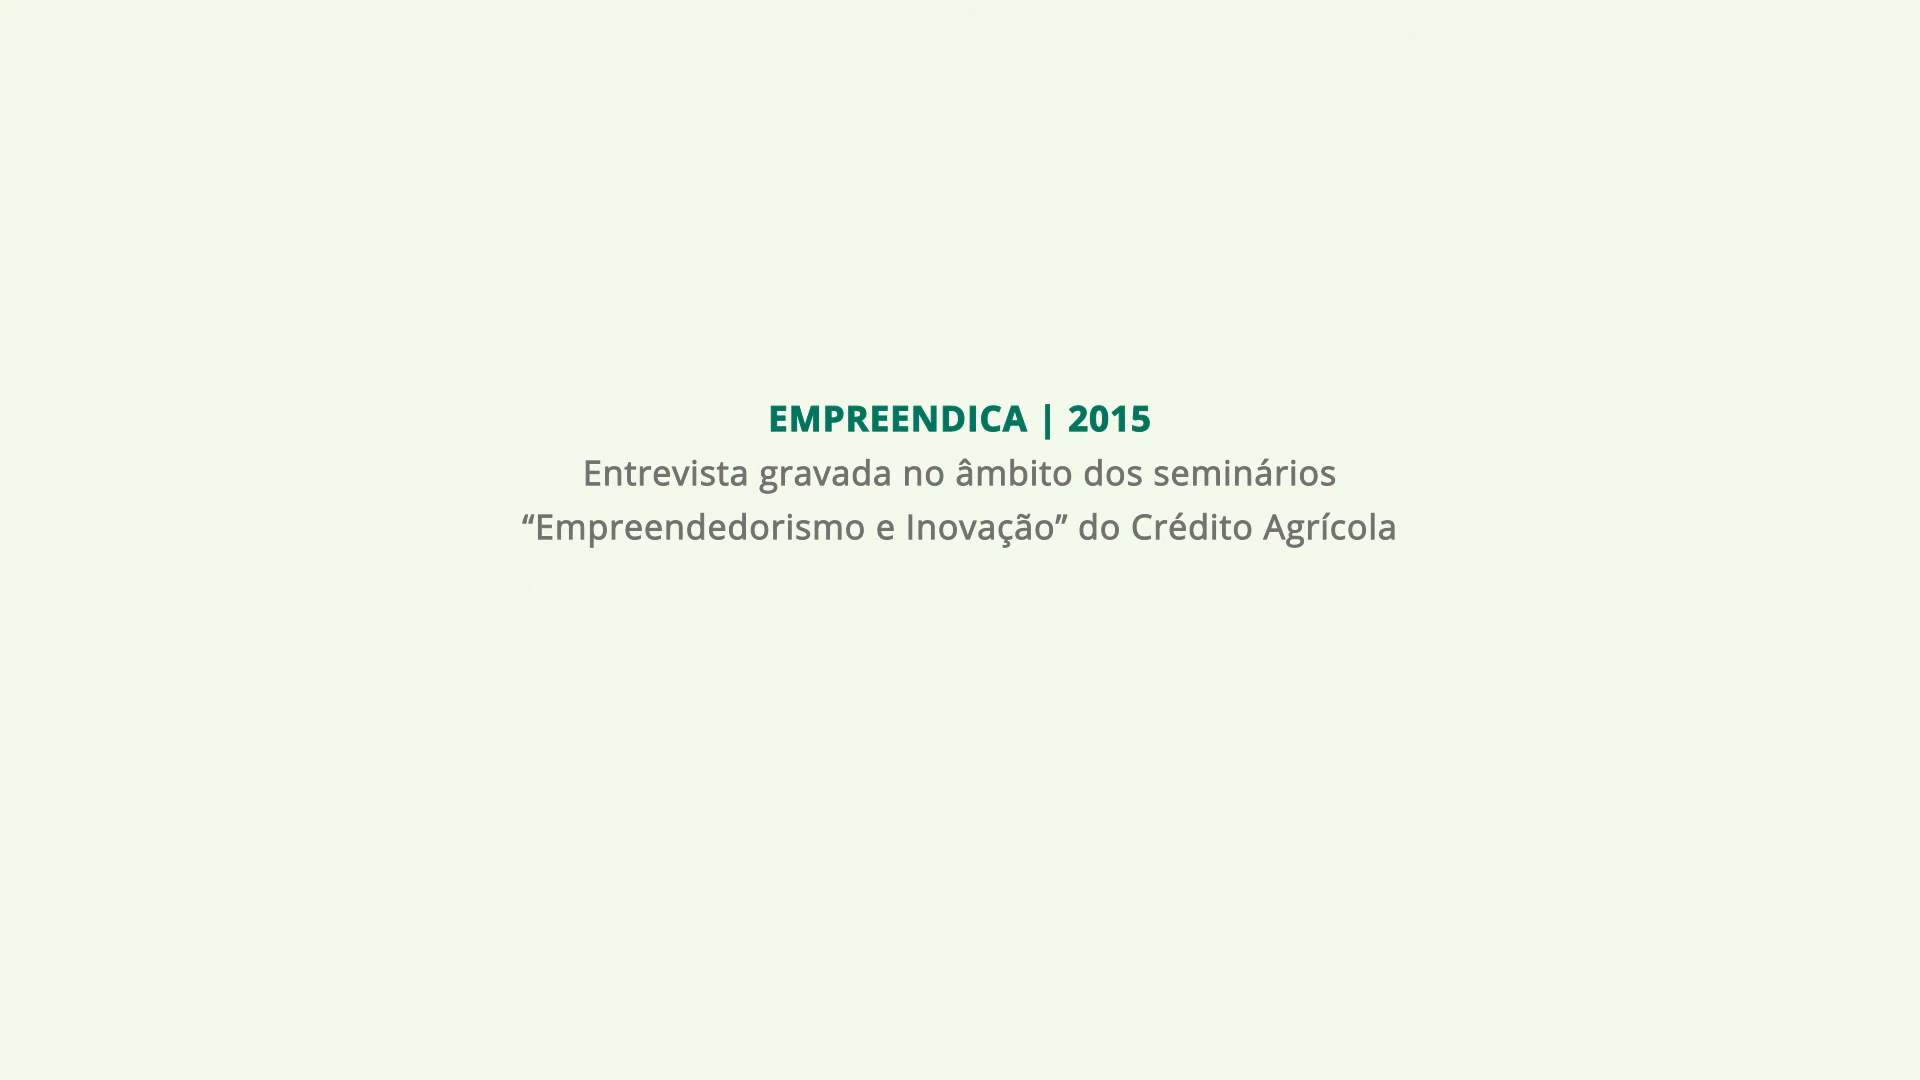 EMPREENDICA | 2015
Entrevista gravada no âmbito dos seminários
“Empreendedorismo e Inovação” do Crédito Agrícola